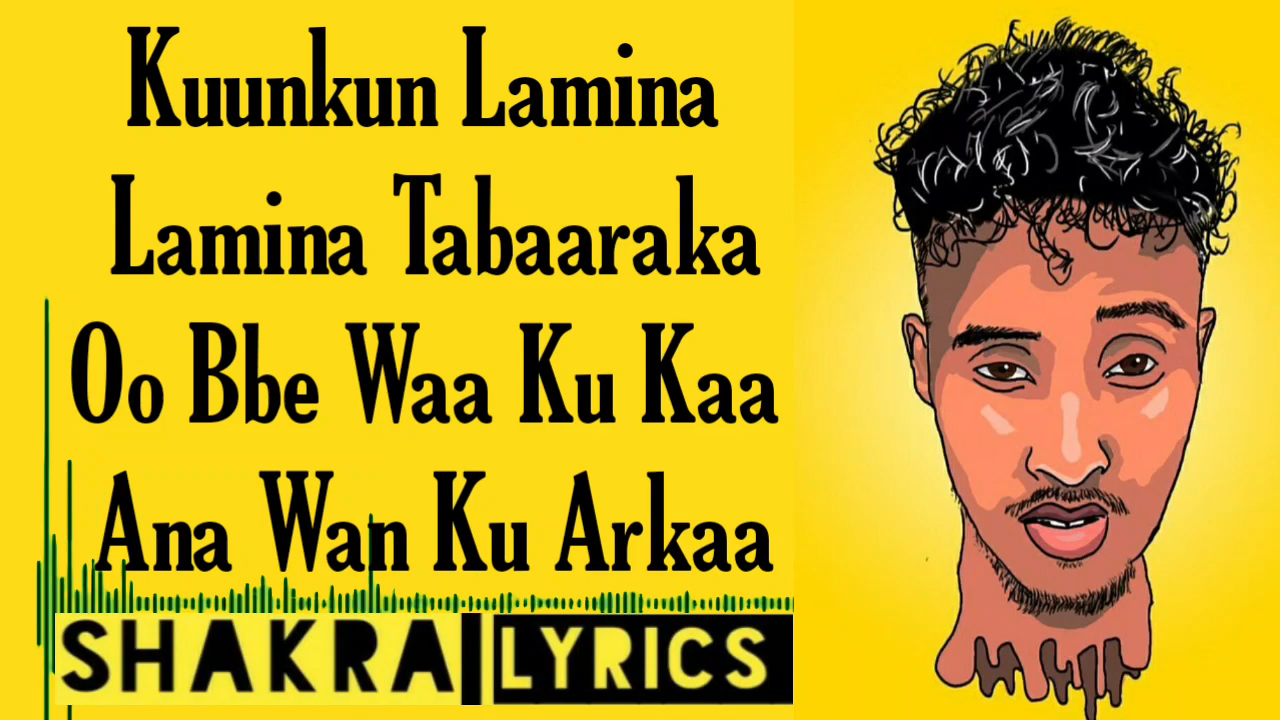 Kuunkun Lamina
Lamina Tabaaraka
Oo Bbe Waa Ku Kaa
Ana Wan Ku Arkaa
SHAKRA|LYRICS